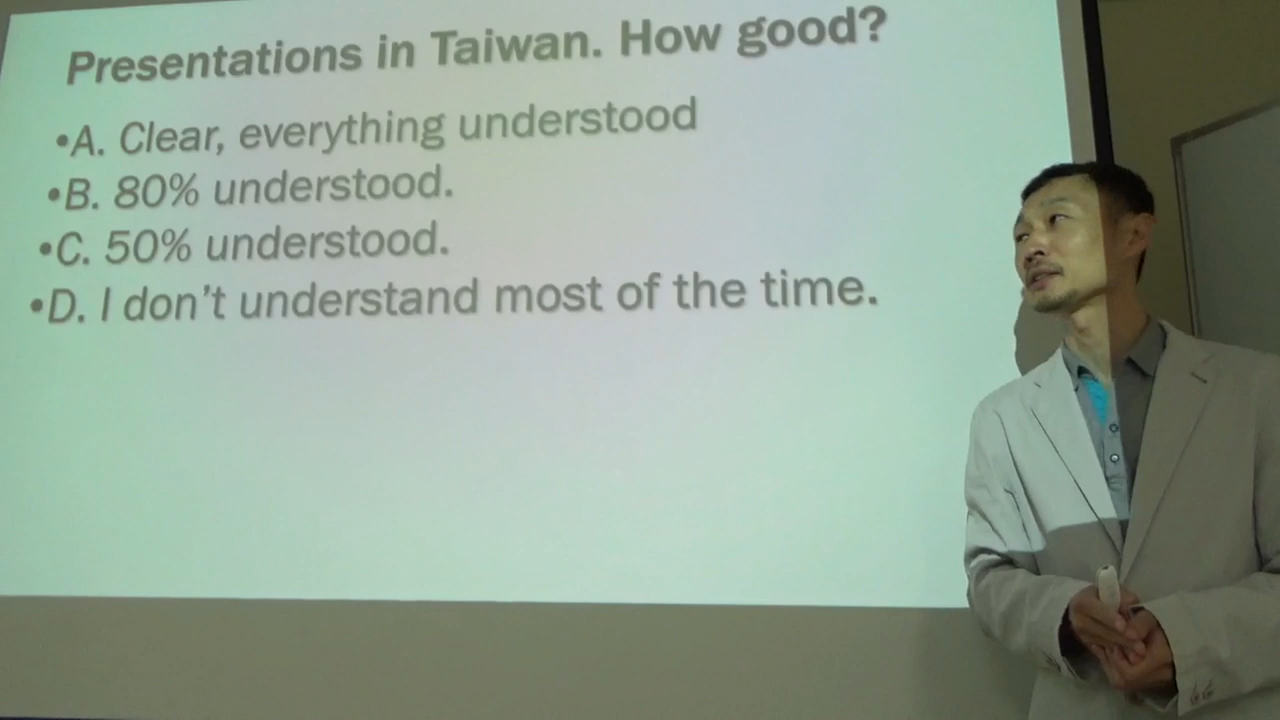 Presentations in Taiwan. How good?
•A. Clear, everything understood
•B. 80% understood.
•C. 50% understood.
•D. I don’t understand most of the time.